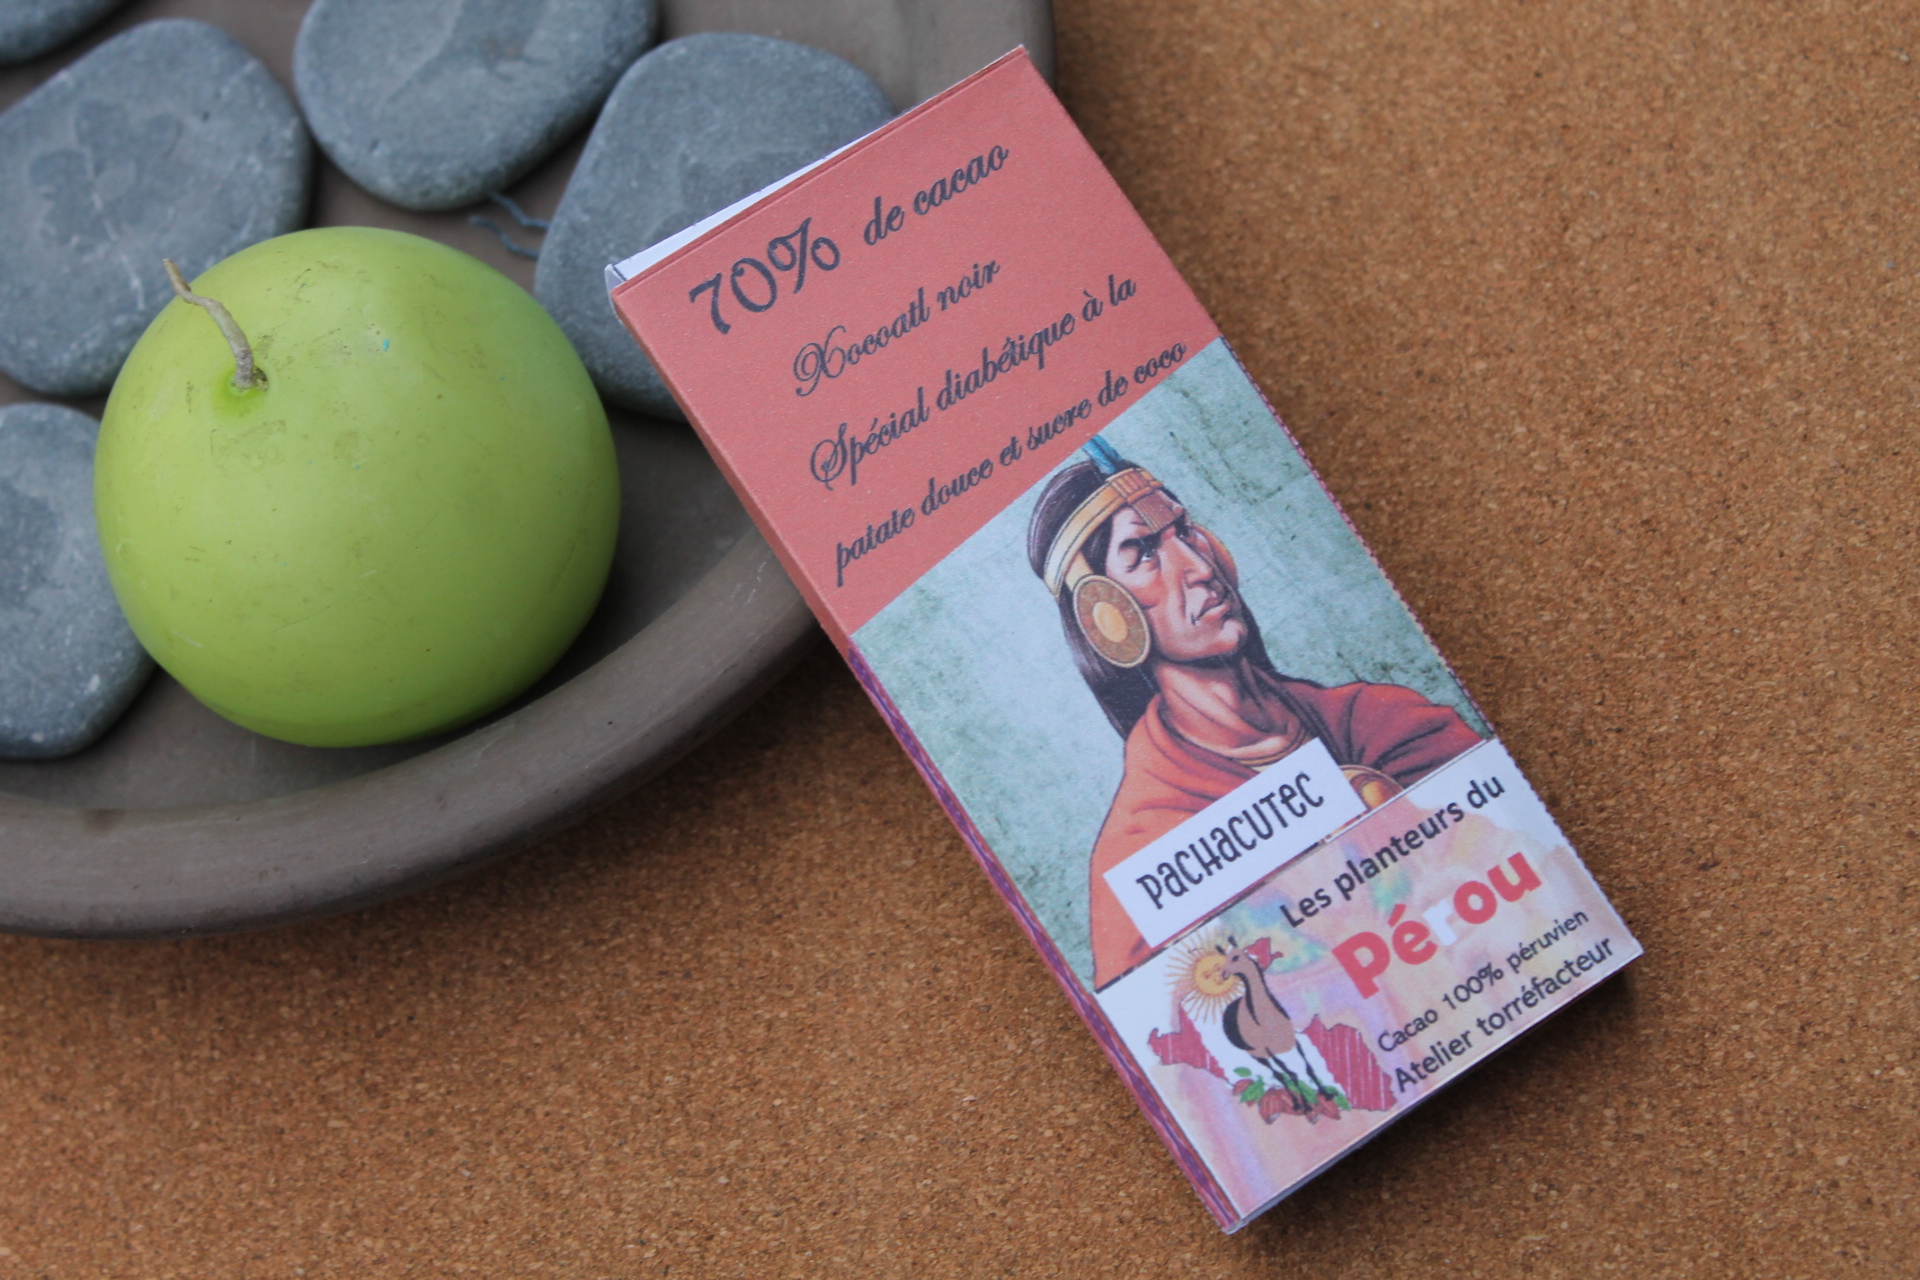 70% de cacao
Xocoatl noir
Spécial diabétique à la
patate douce et sucre de coco
PACHACUTEC
Les planteurs du
Pérou
Cacao 100% péruvien
Atelier torréfacteur